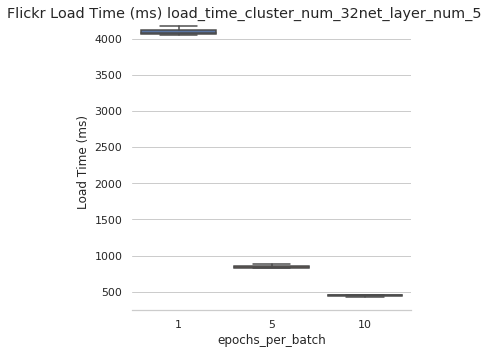 Flickr Load Time (ms) load_time_cluster_num_32net_layer_num_5
4000
3500
3000
2500
2000
1500
1000
500
Load Time (ms)
1 5 10
epochs_per_batch